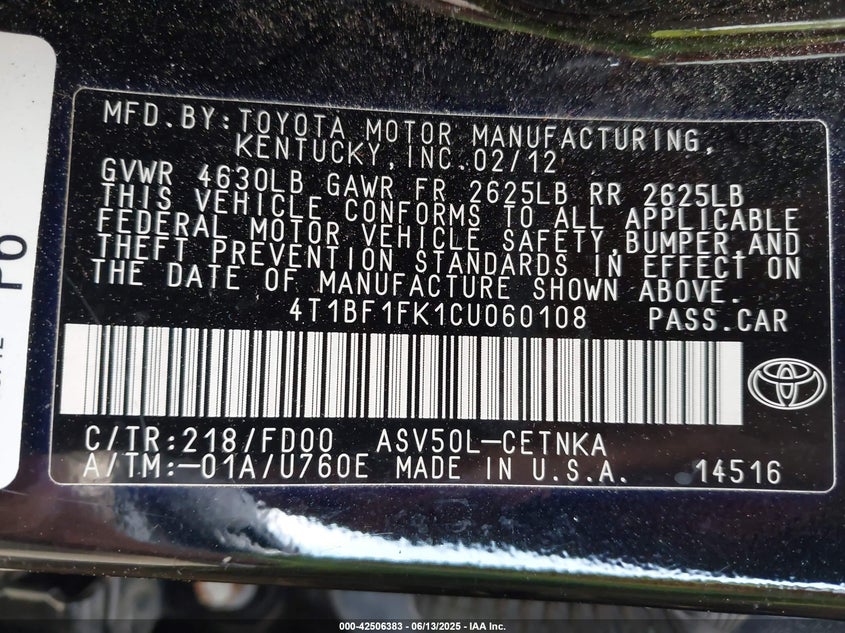 MFD.BY:TOYOTA MOTOR MANUFACTURING,
KENTUCKY,INC.02/12
GVWR 4630LB GAWR FR 2625LB RR 2625LB
THIS VEHICLE CONFORMS TO ALL APPLICABLE
FEDERAL MOTOR VEHICLE SAFETY,BUMPER,AND
THEFT PREVENTION STANDARDS IN EFFECT ON
THE DATE OF MANUFACTURE SHOWN ABOVE.
4T1BF1FK1CU060108 PASS.CAR
C/TR:218/FD00 ASV50L-CETNKA
A/TM:-01A/U760E MADE IN U.S.A. 14516
000-42506383 - 06/13/2025 - IAA Inc.